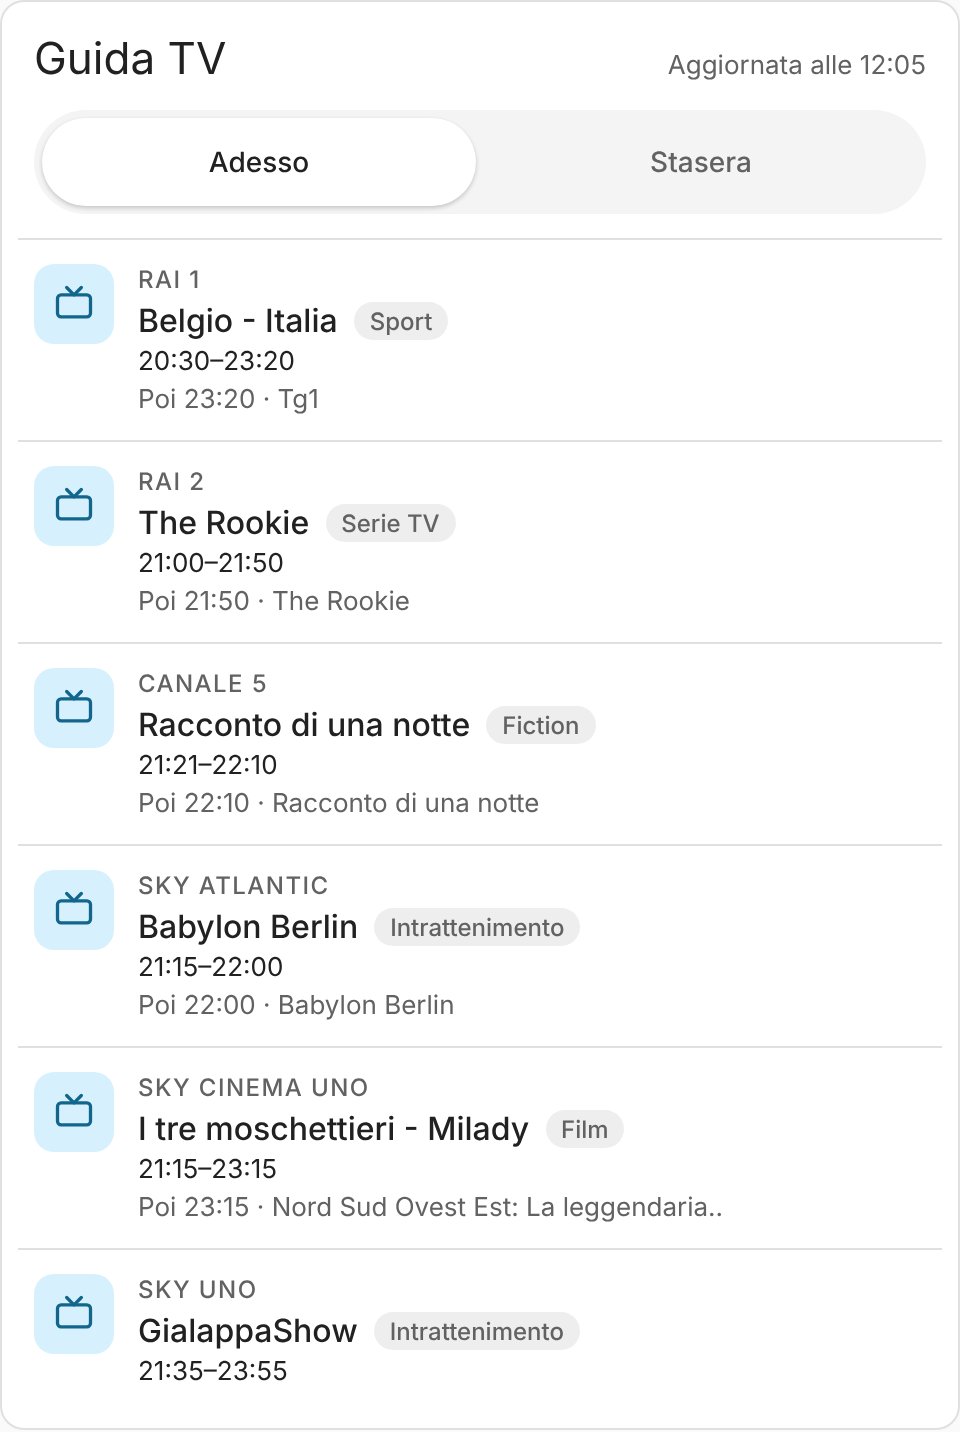 Guida TV
Aggiornata alle 12:05
Adesso
Stasera
RAI 1
Belgio - Italia Sport
20:30–23:20
Poi 23:20 · Tg1
RAI 2
The Rookie Serie TV
21:00–21:50
Poi 21:50 · The Rookie
CANALE 5
Racconto di una notte Fiction
21:21–22:10
Poi 22:10 · Racconto di una notte
SKY ATLANTIC
Babylon Berlin Intrattenimento
21:15–22:00
Poi 22:00 · Babylon Berlin
SKY CINEMA UNO
I tre moschettieri - Milady Film
21:15–23:15
Poi 23:15 · Nord Sud Ovest Est: La leggendaria..
SKY UNO
GialappaShow Intrattenimento
21:35–23:55